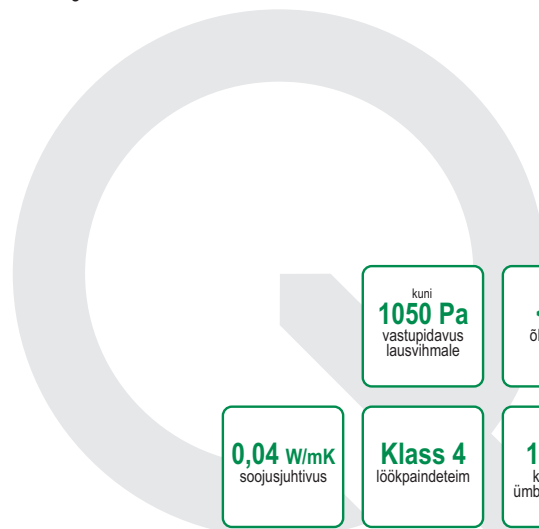 kuni
1050 Pa
vastupidavus
lausvihmale
0,04 W/mK
soojusjuhtivus
Klass 4
löökpaindeteim